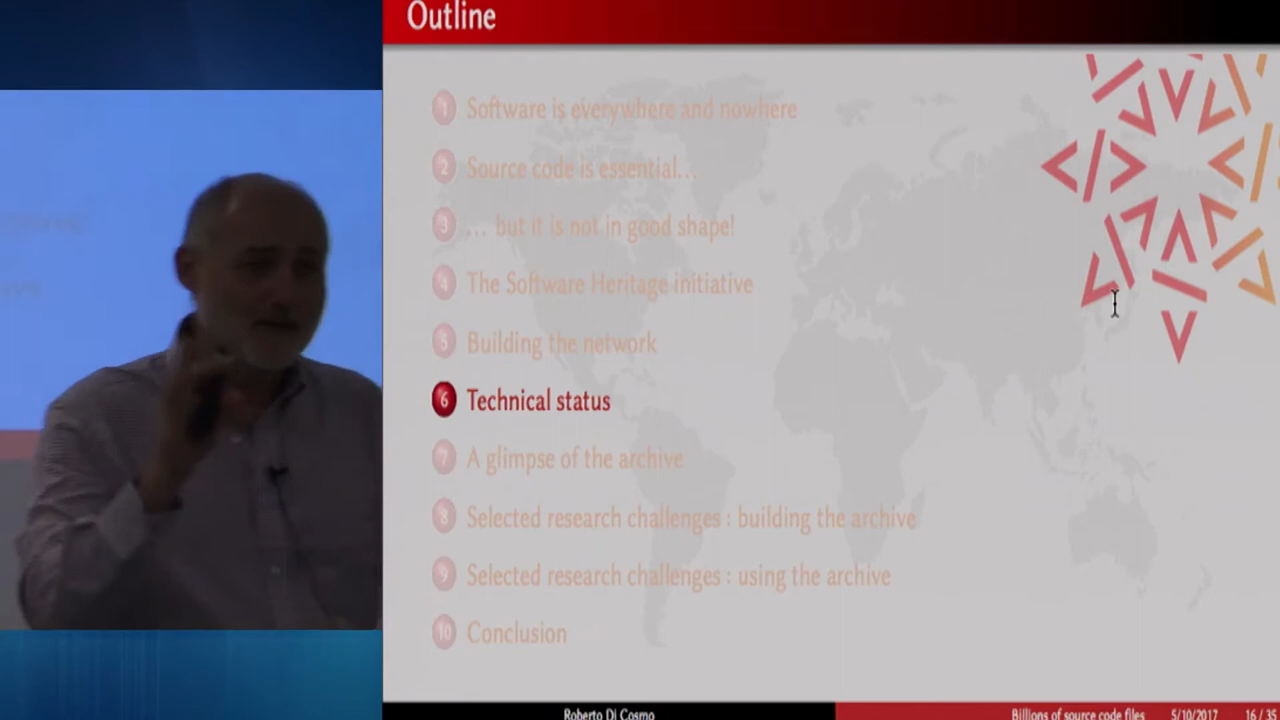 Outline
1 Software is everywhere and nowhere
2 Source code is essential…
3 … but it is not in good shape!
4 The Software Heritage initiative
5 Building the network
6 Technical status
7 A glimpse of the archive
8 Selected research challenges : building the archive
9 Selected research challenges : using the archive
10 Conclusion
Roberto Di Cosmo Billions of source code files 5/10/2017 16 / 35